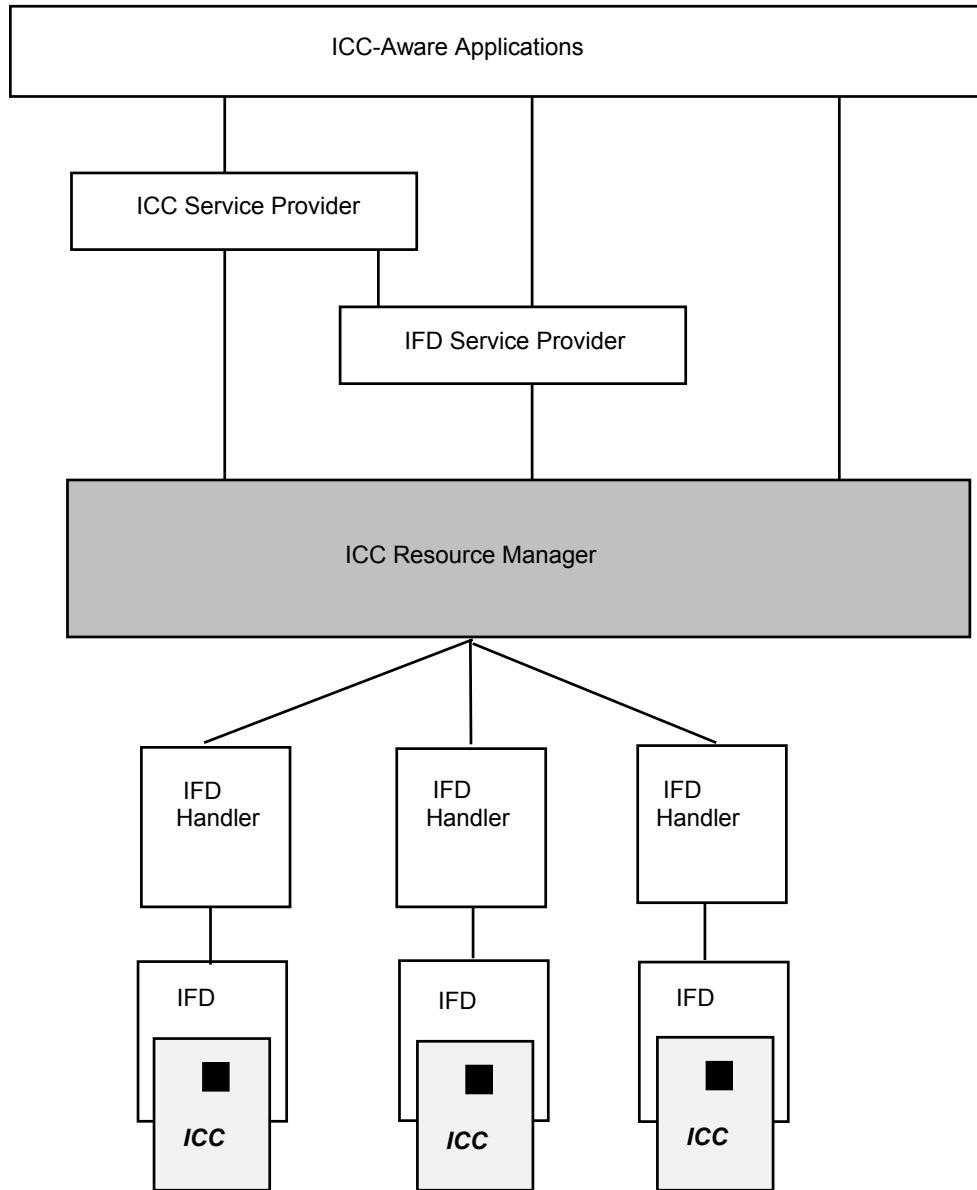 ICC-Aware Applications
ICC Service Provider
IFD Service Provider
ICC Resource Manager
IFD
Handler
IFD
Handler
IFD
Handler
IFD
IFD
IFD
ICC
ICC
ICC